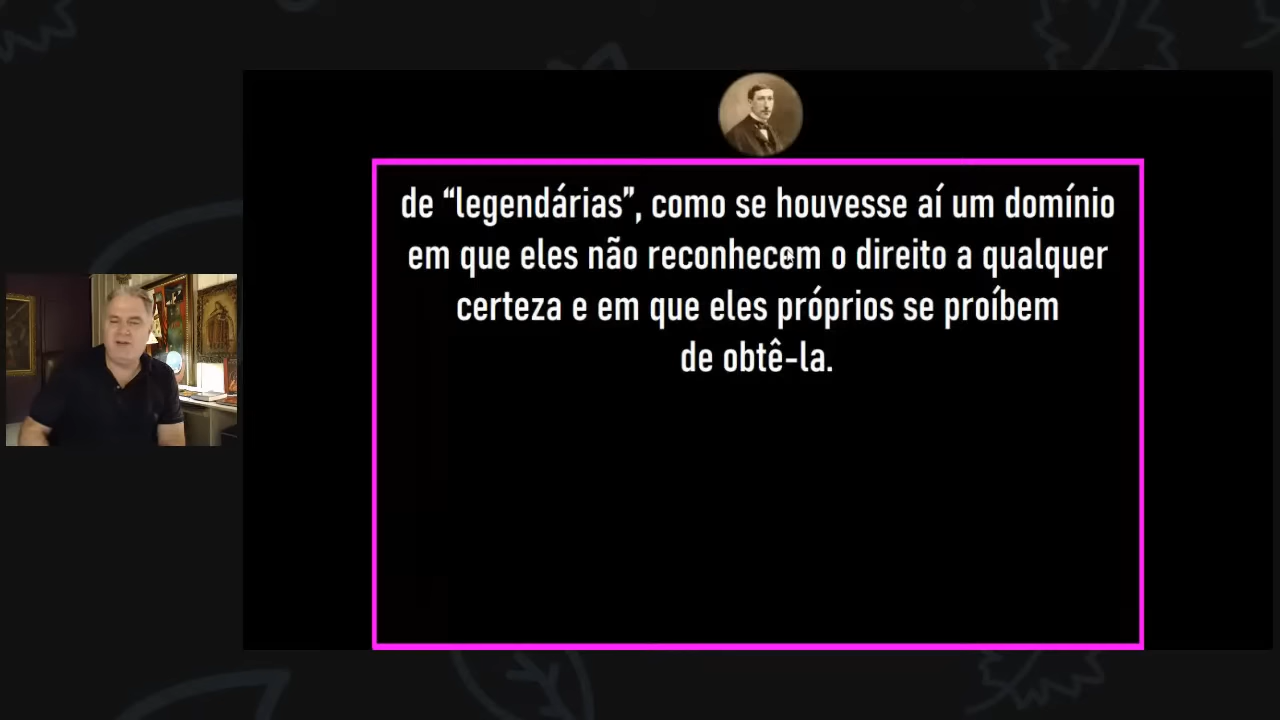 de “legendárias”, como se houvesse aí um domínio
em que eles não reconhecem o direito a qualquer
certeza e em que eles próprios se proíbem
de obtê-la.